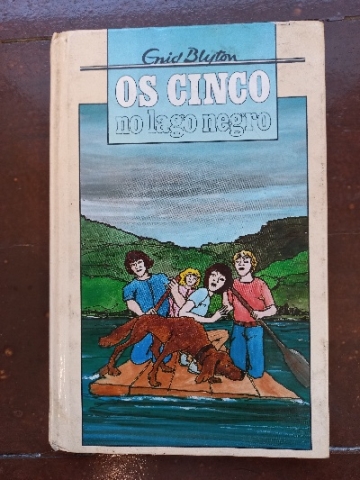 Enid Blyton
OS CINCO
no lago negro